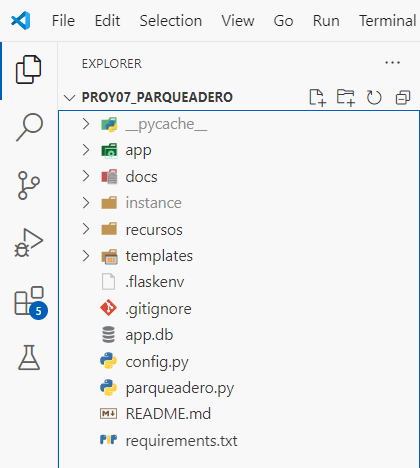 File Edit Selection View Go Run Terminal
EXPLORER
PROY07_PARQUEADERO
__pycache__
app
docs
instance
recursos
templates
.flaskenv
.gitignore
app.db
config.py
parqueadero.py
README.md
requirements.txt
5